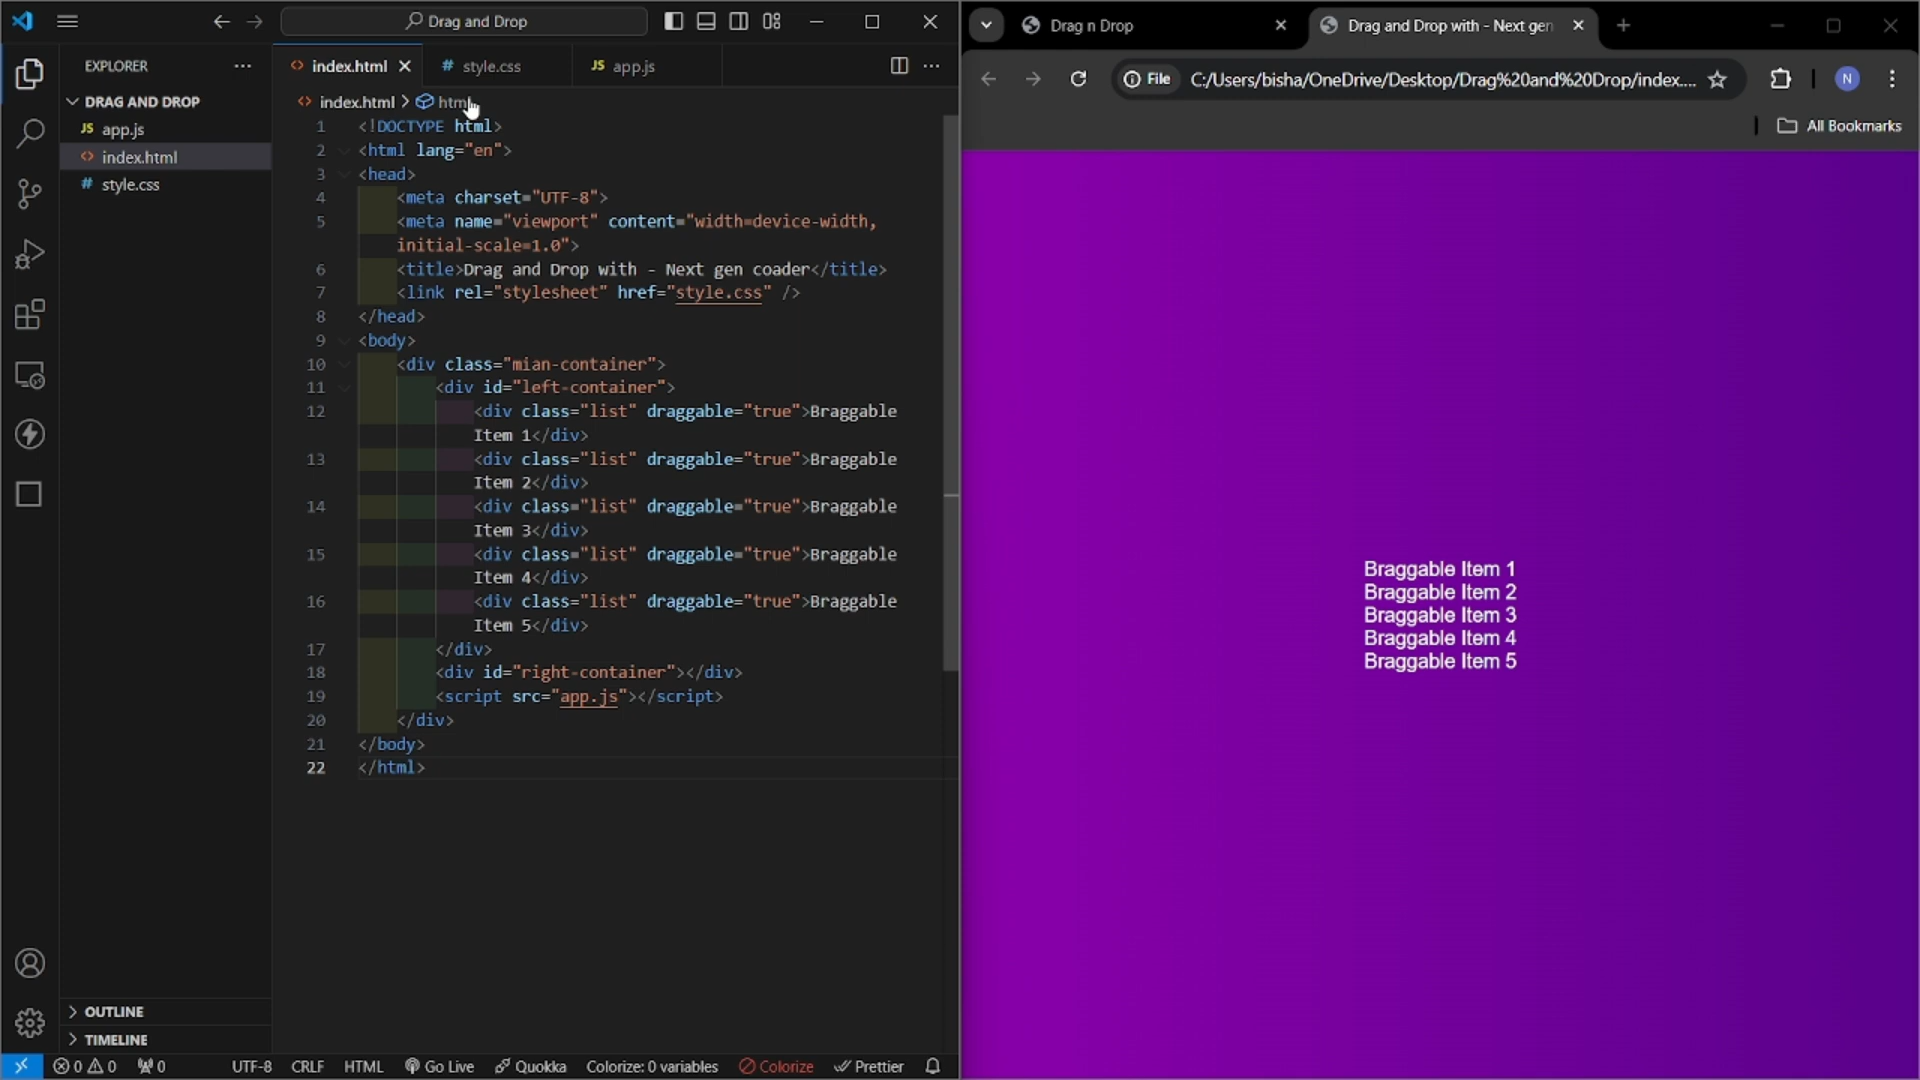 Drag and Drop
EXPLORER
DRAG AND DROP
JS app.js
<> index.html
# style.css
OUTLINE
TIMELINE
<> index.html
# style.css
JS app.js
<> index.html > html
1 <!DOCTYPE html>
2 <html lang="en">
3 <head>
4 <meta charset="UTF-8">
5 <meta name="viewport" content="width=device-width,
initial-scale=1.0">
6 <title>Drag and Drop with - Next gen coader</title>
7 <link rel="stylesheet" href="style.css" />
8 </head>
9 <body>
10 <div class="mian-container">
11 <div id="left-container">
12 <div class="list" draggable="true">Braggable
Item 1</div>
13 <div class="list" draggable="true">Braggable
Item 2</div>
14 <div class="list" draggable="true">Braggable
Item 3</div>
15 <div class="list" draggable="true">Braggable
Item 4</div>
16 <div class="list" draggable="true">Braggable
Item 5</div>
17 </div>
18 <div id="right-container"></div>
19 <script src="app.js"></script>
20 </div>
21 </body>
22 </html>
0 0 0 UTF-8 CRLF HTML Go Live Quokka Colorize: 0 variables Colorize Prettier
Drag n Drop
Drag and Drop with - Next gen
File C:/Users/bisha/OneDrive/Desktop/Drag%20and%20Drop/index.... N
All Bookmarks
Braggable Item 1
Braggable Item 2
Braggable Item 3
Braggable Item 4
Braggable Item 5